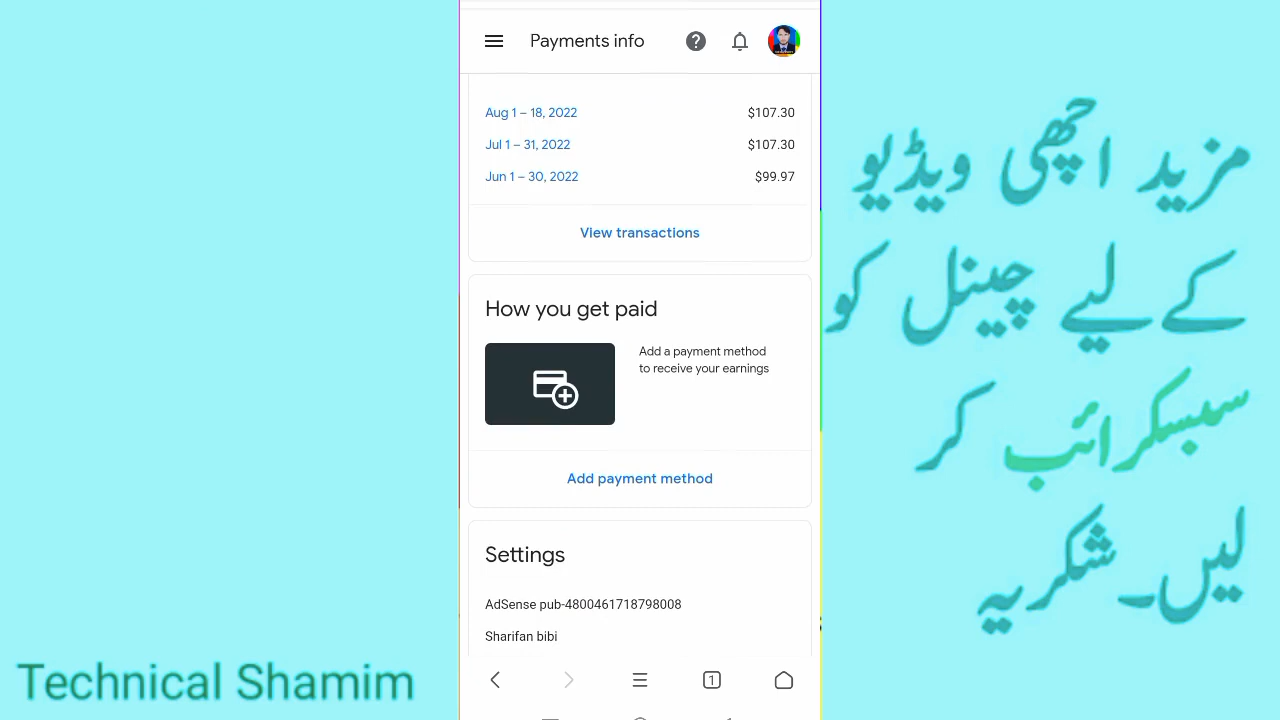 Payments info
Aug 1 – 18, 2022 $107.30
Jul 1 – 31, 2022 $107.30
Jun 1 – 30, 2022 $99.97
View transactions
How you get paid
Add a payment method
to receive your earnings
Add payment method
Settings
AdSense pub-4800461718798008
Sharifan bibi
1
مزید اچھی ویڈیو
کے لیے چینل کو
سبسکرائب کر
لیں۔ شکریہ
Technical Shamim